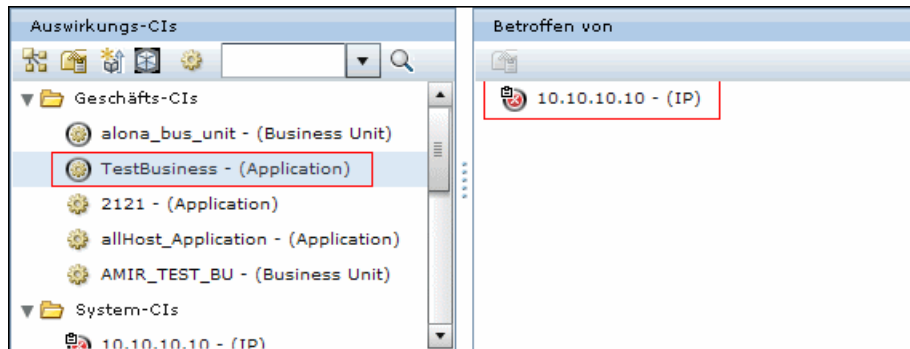 Auswirkungs-CIs
Geschäfts-CIs
alona_bus_unit - (Business Unit)
TestBusiness - (Application)
2121 - (Application)
allHost_Application - (Application)
AMIR_TEST_BU - (Business Unit)
System-CIs
10.10.10.10 - (IP)
Betroffen von
10.10.10.10 - (IP)